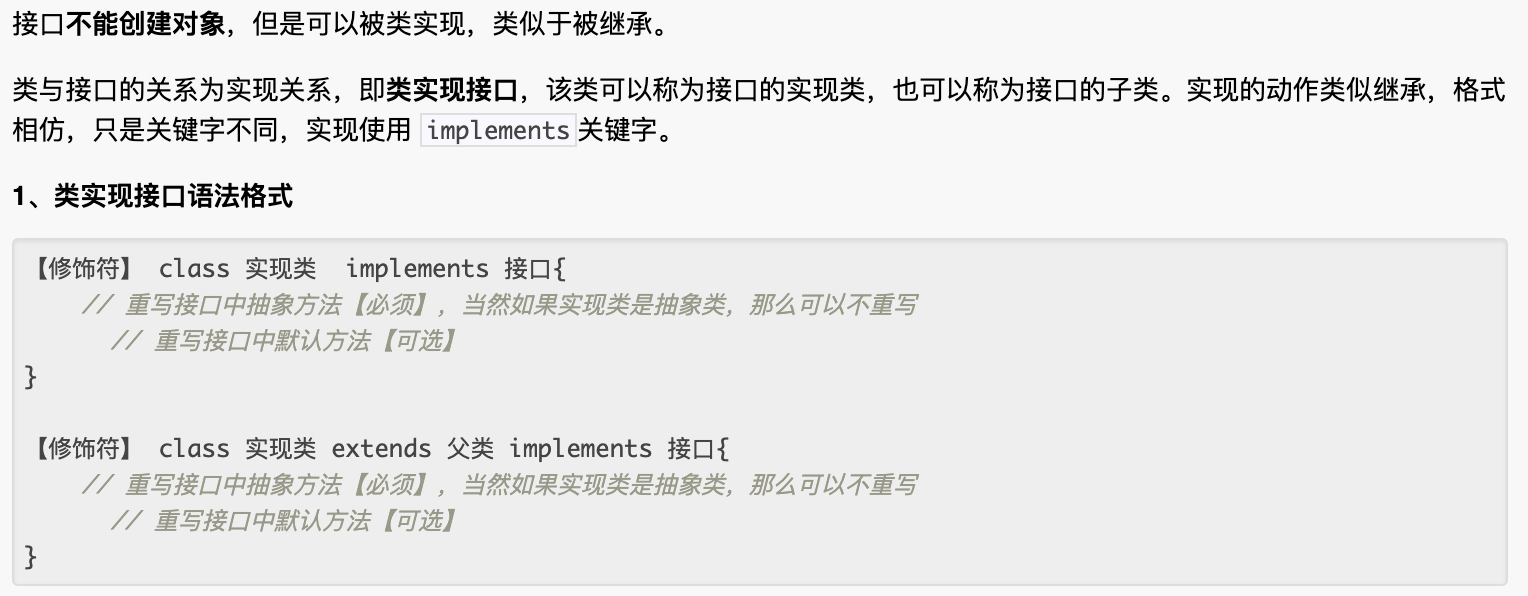 接口不能创建对象，但是可以被类实现，类似于被继承。
类与接口的关系为实现关系，即类实现接口，该类可以称为接口的实现类，也可以称为接口的子类。实现的动作类似继承，格式
相仿，只是关键字不同，实现使用 implements关键字。
1、类实现接口语法格式
【修饰符】 class 实现类  implements 接口{
    // 重写接口中抽象方法【必须】，当然如果实现类是抽象类，那么可以不重写
      // 重写接口中默认方法【可选】
}
【修饰符】 class 实现类 extends 父类 implements 接口{
    // 重写接口中抽象方法【必须】，当然如果实现类是抽象类，那么可以不重写
      // 重写接口中默认方法【可选】
}